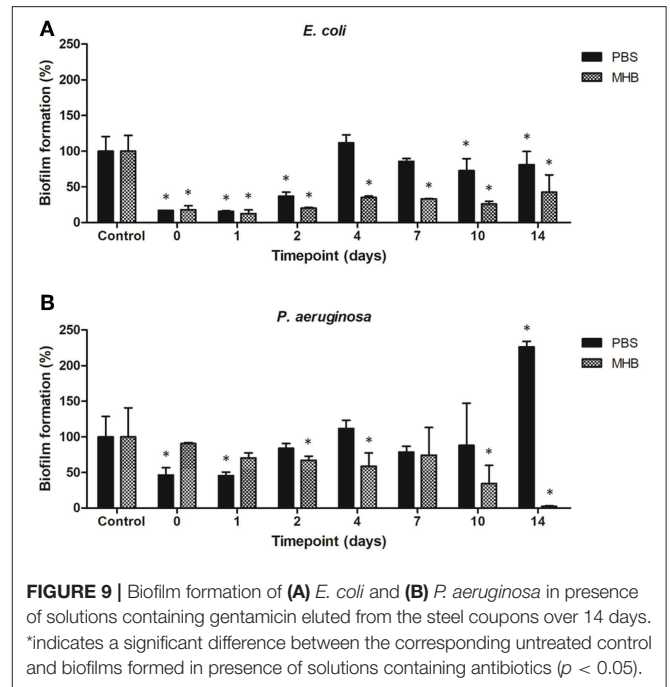 A
E. coli
250
200
150
100
50
0
Biofilm formation (%)
PBS
MHB
* * * * * * * * * * * *
Control 0 1 2 4 7 10 14
Timepoint (days)
B
P. aeruginosa
250
200
150
100
50
0
Biofilm formation (%)
PBS
MHB
* * * * * * *
Control 0 1 2 4 7 10 14
Timepoint (days)
FIGURE 9 | Biofilm formation of (A) E. coli and (B) P. aeruginosa in presence
of solutions containing gentamicin eluted from the steel coupons over 14 days.
*indicates a significant difference between the corresponding untreated control
and biofilms formed in presence of solutions containing antibiotics (p < 0.05).